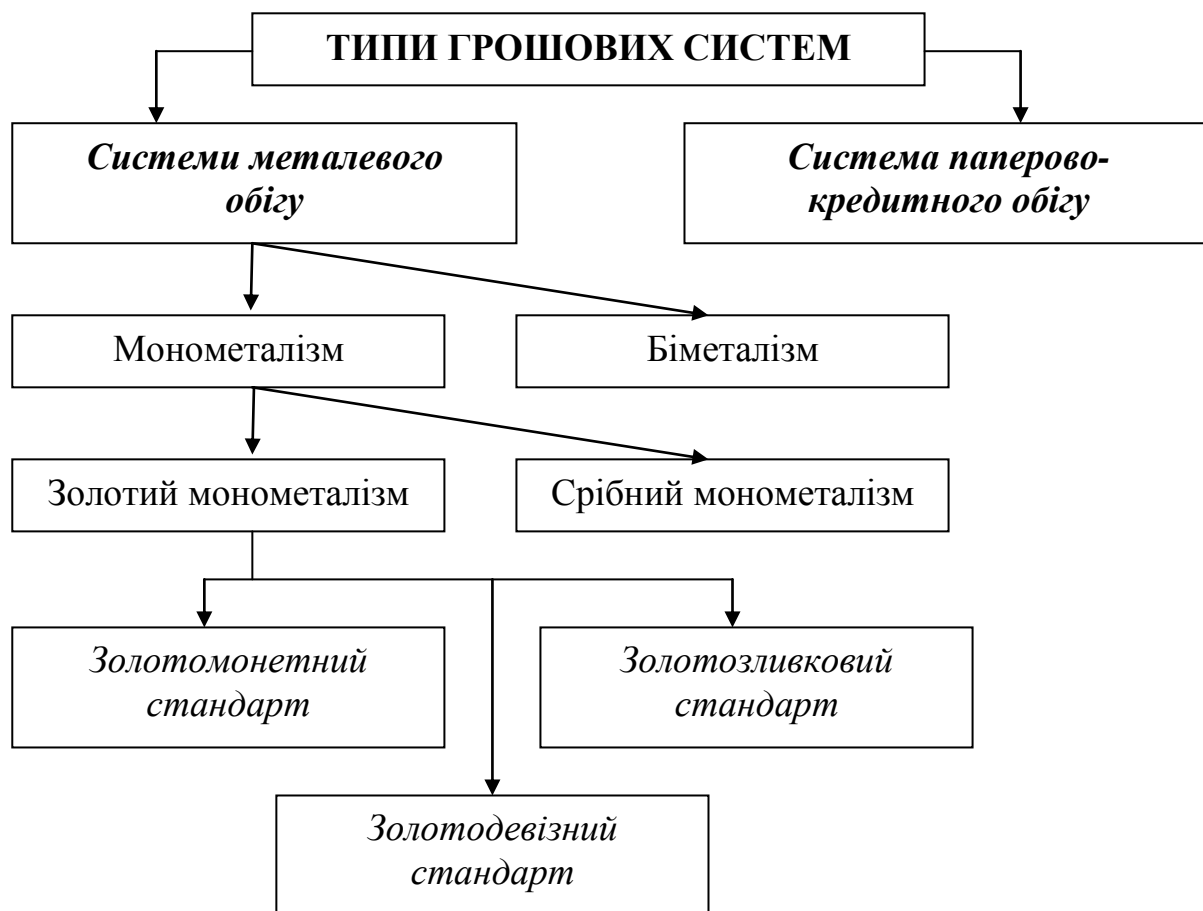 ТИПИ ГРОШОВИХ СИСТЕМ
Системи металевого
обігу
Система паперово-
кредитного обігу
Монометалізм
Біметалізм
Золотий монометалізм
Срібний монометалізм
Золотомонетний
стандарт
Золотозливковий
стандарт
Золотодевізний
стандарт